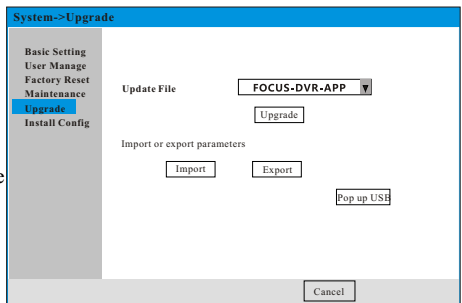 System->Upgrade
Basic Setting
User Manage
Factory Reset
Maintenance
Upgrade
Install Config
Update File
FOCUS-DVR-APP
Upgrade
Import or export parameters
Import
Export
Pop up USB
Cancel
e